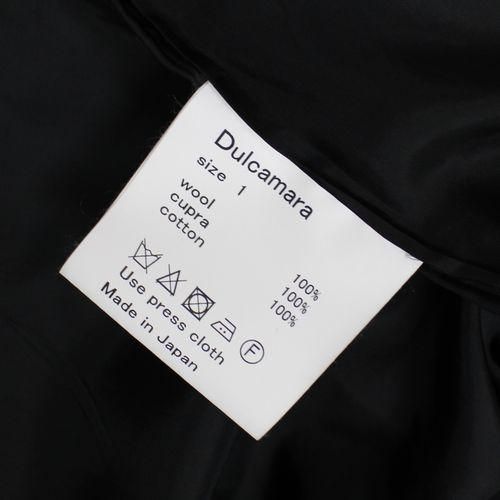 Dulcamara
size 1
wool 100%
cupra 100%
cotton 100%
F
Use press cloth
Made in Japan